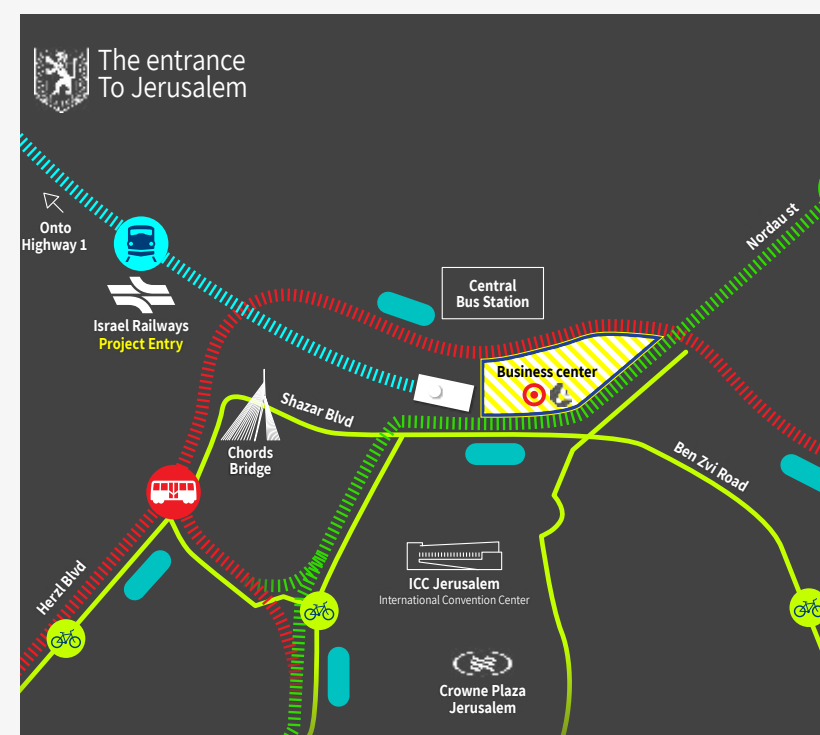 The entrance
To Jerusalem
Onto
Highway 1
Nordau st
Central
Bus Station
Israel Railways
Project Entry
Business center
Shazar Blvd
Chords
Bridge
Ben Zvi Road
Herzl Blvd
ICC Jerusalem
International Convention Center
Crowne Plaza
Jerusalem